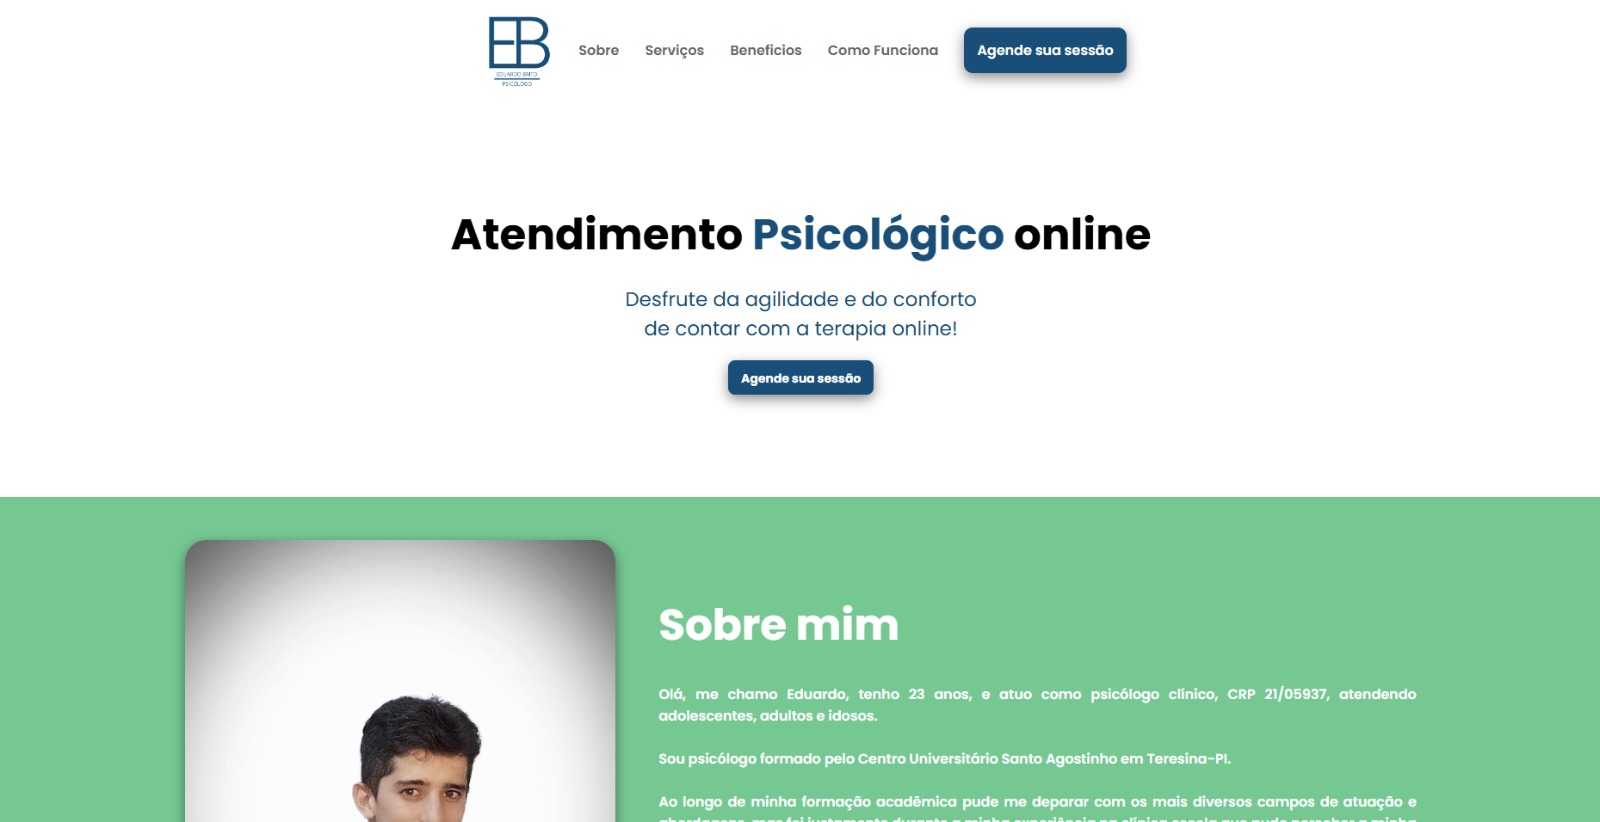 EB
EDUARDO BRITO
PSICÓLOGO
Sobre
Serviços
Beneficios
Como Funciona
Agende sua sessão
Atendimento Psicológico online
Desfrute da agilidade e do conforto
de contar com a terapia online!
Agende sua sessão
Sobre mim
Olá, me chamo Eduardo, tenho 23 anos, e atuo como psicólogo clínico, CRP 21/05937, atendendo
adolescentes, adultos e idosos.
Sou psicólogo formado pelo Centro Universitário Santo Agostinho em Teresina-PI.
Ao longo de minha formação acadêmica pude me deparar com os mais diversos campos de atuação e